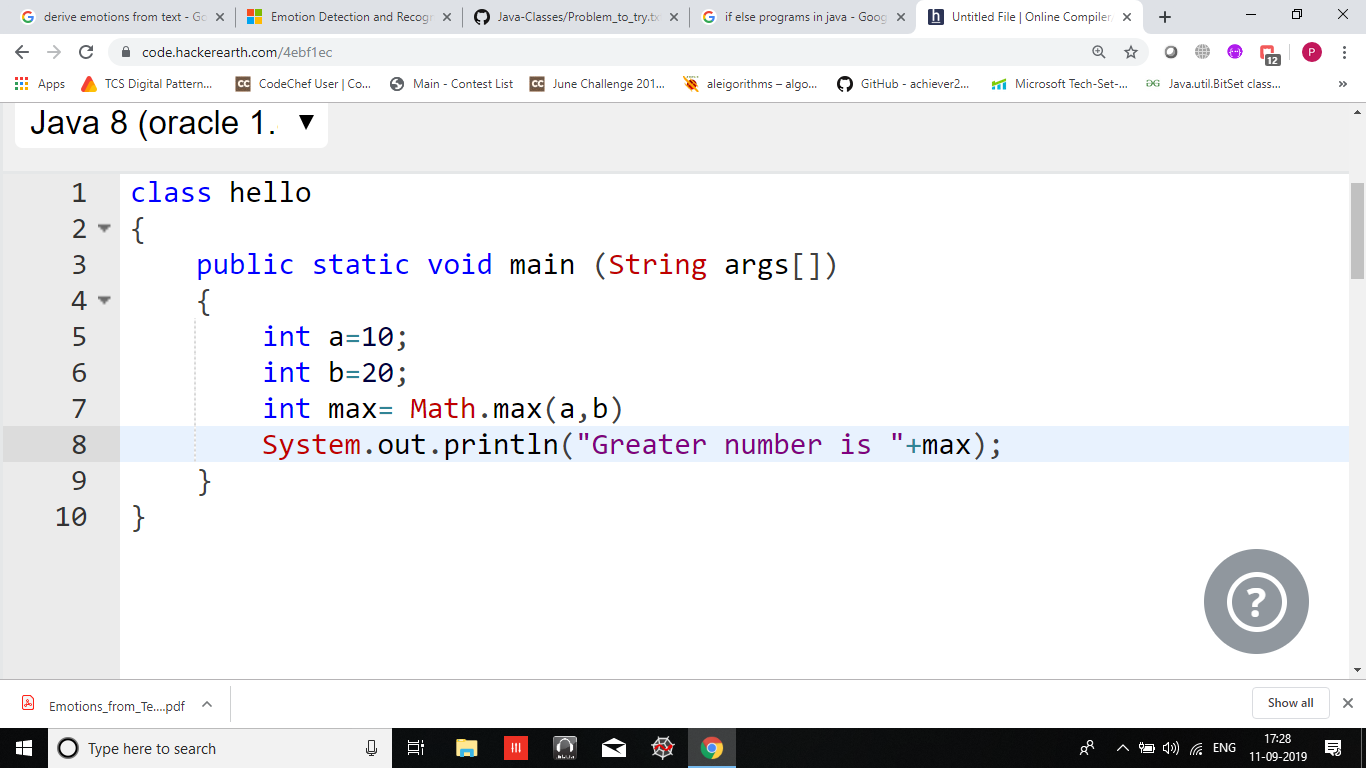 derive emotions from text - Go
Emotion Detection and Recogn
Java-Classes/Problem_to_try.tx
if else programs in java - Goog
Untitled File | Online Compiler
code.hackerearth.com/4ebf1ec
12
P
Apps
TCS Digital Pattern...
CC CodeChef User | Co...
Main - Contest List
CC June Challenge 201...
aleigorithms – algo...
GitHub - achiever2...
Microsoft Tech-Set-...
Java.util.BitSet class...
»
Java 8 (oracle 1. ▼
1 class hello
2 {
3 public static void main (String args[])
4 {
5 int a=10;
6 int b=20;
7 int max= Math.max(a,b)
8 System.out.println("Greater number is "+max);
9 }
10 }
?
Emotions_from_Te....pdf
Show all
Type here to search
ENG
17:28
11-09-2019